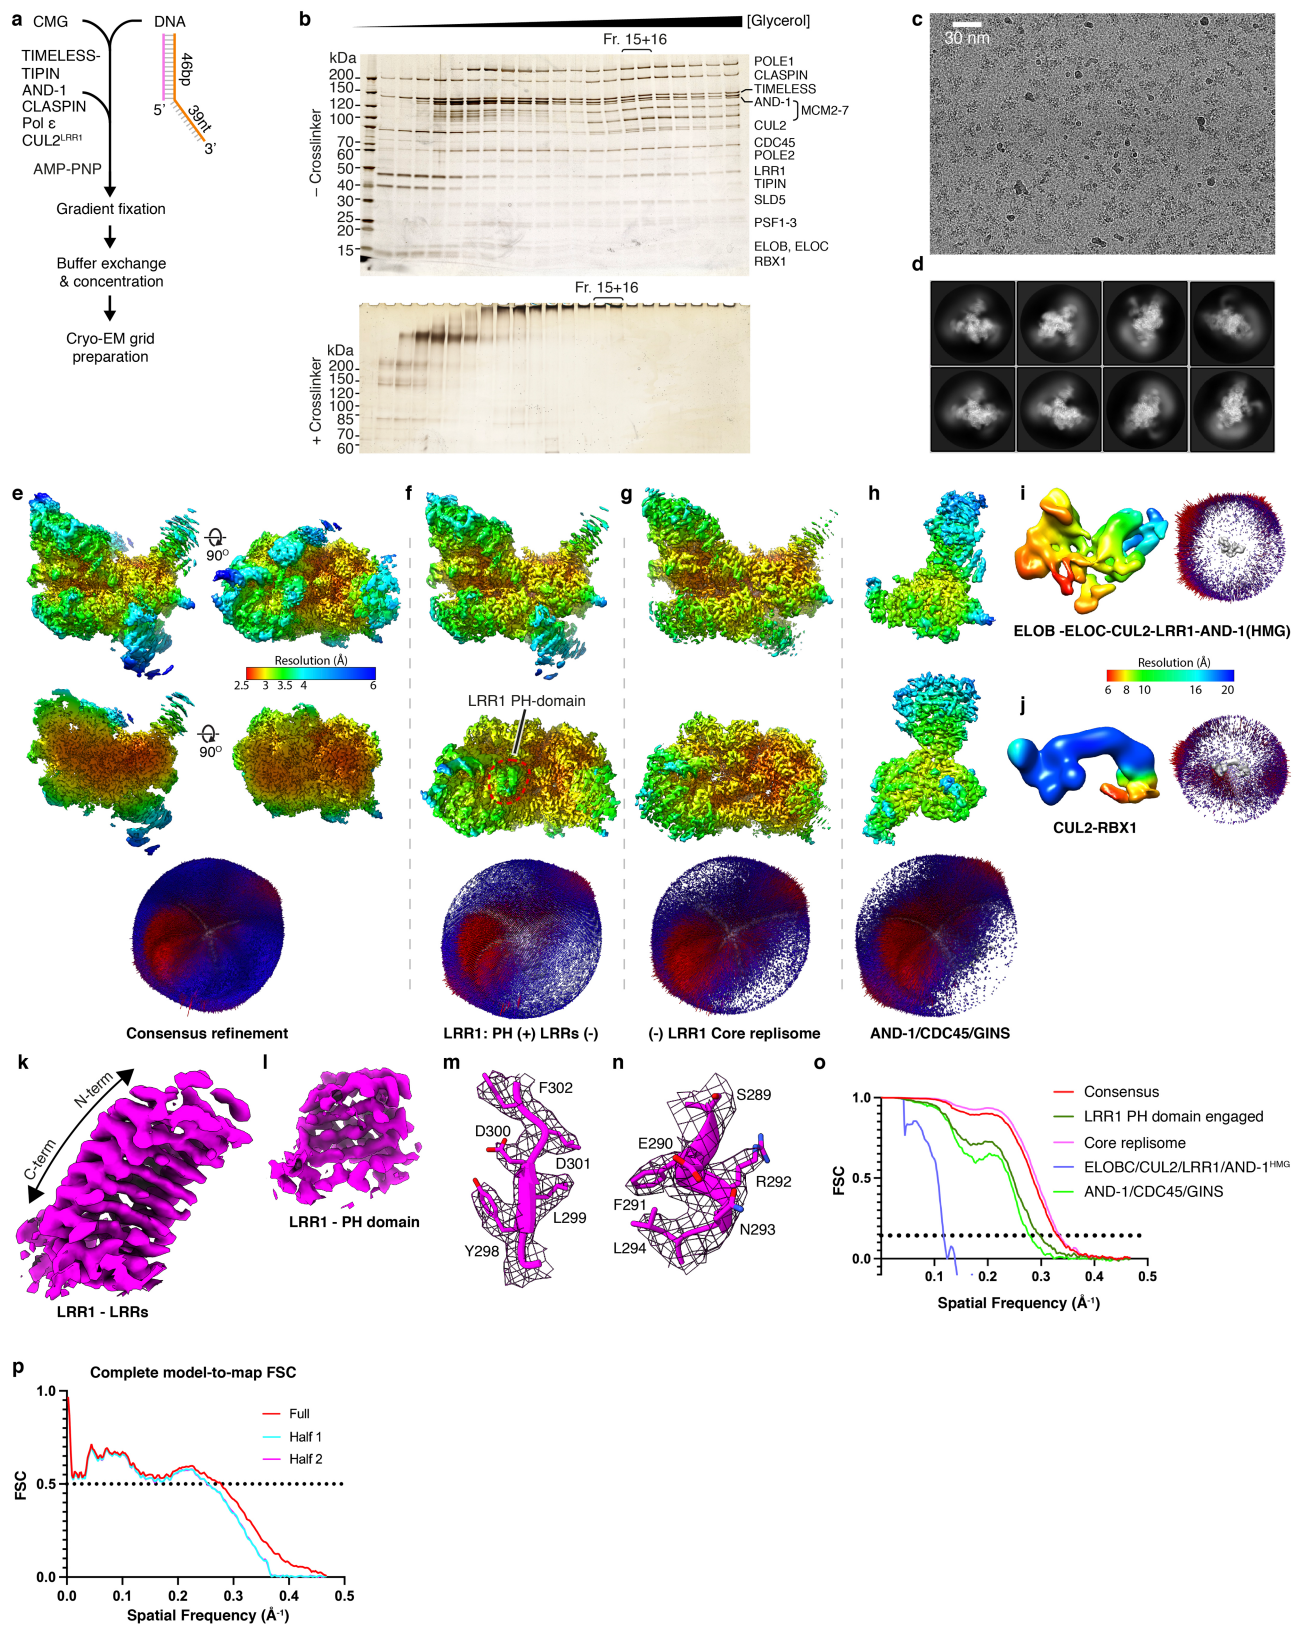 a
CMG
DNA
TIMELESS-
TIPIN
AND-1
CLASPIN
Pol ε
CUL2LRR1
46bp
5’
39nt
3’
AMP-PNP
Gradient fixation
Buffer exchange
& concentration
Cryo-EM grid
preparation
b
[Glycerol]
Fr. 15+16
kDa
200
150
120
100
70
60
50
40
30
25
20
15
– Crosslinker
POLE1
CLASPIN
TIMELESS
AND-1
MCM2-7
CUL2
CDC45
POLE2
LRR1
TIPIN
SLD5
PSF1-3
ELOB, ELOC
RBX1
Fr. 15+16
kDa
200
150
120
100
85
70
60
+ Crosslinker
c
30 nm
d
e
90O
Resolution (Å)
2.5 3 3.5 4 6
90O
Consensus refinement
f
LRR1 PH-domain
LRR1: PH (+) LRRs (-)
g
(-) LRR1 Core replisome
h
AND-1/CDC45/GINS
i
ELOB -ELOC-CUL2-LRR1-AND-1(HMG)
Resolution (Å)
6 8 10 16 20
j
CUL2-RBX1
k
N-term
C-term
LRR1 - LRRs
l
LRR1 - PH domain
m
F302
D300
D301
L299
Y298
n
S289
E290
R292
F291
N293
L294
o
1.0
0.5
0.0
FSC
0.1 0.2 0.3 0.4 0.5
Spatial Frequency (Å-1)
Consensus
LRR1 PH domain engaged
Core replisome
ELOBC/CUL2/LRR1/AND-1HMG
AND-1/CDC45/GINS
p
Complete model-to-map FSC
1.0
0.5
0.0
FSC
Full
Half 1
Half 2
0.0 0.1 0.2 0.3 0.4 0.5
Spatial Frequency (Å-1)